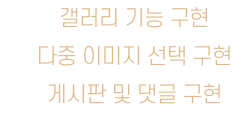 갤러리 기능 구현
다중 이미지 선택 구현
게시판 및 댓글 구현